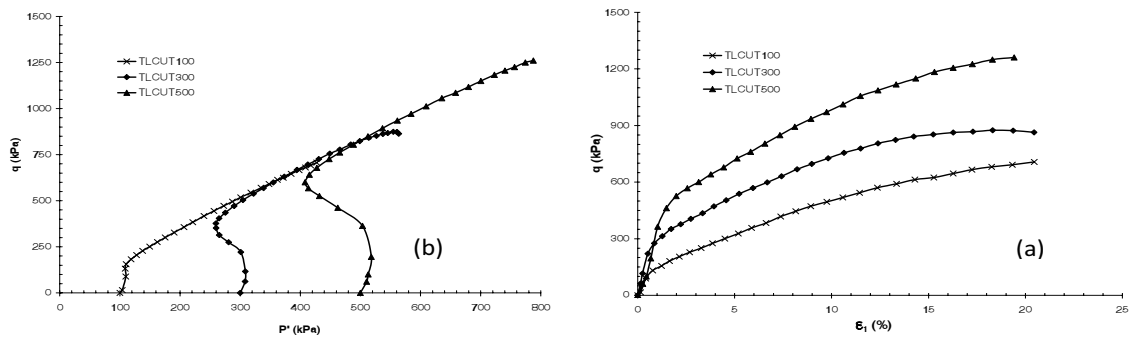 1500
1250
1000
750
500
250
0
q (kPa)
TLCUT100
TLCUT300
TLCUT500
(b)
0 100 200 300 400 500 600 700 800
P' (kPa)
1500
1200
900
600
300
0
q (kPa)
TLCUT100
TLCUT300
TLCUT500
(a)
0 5 10 15 20 25
ε1 (%)